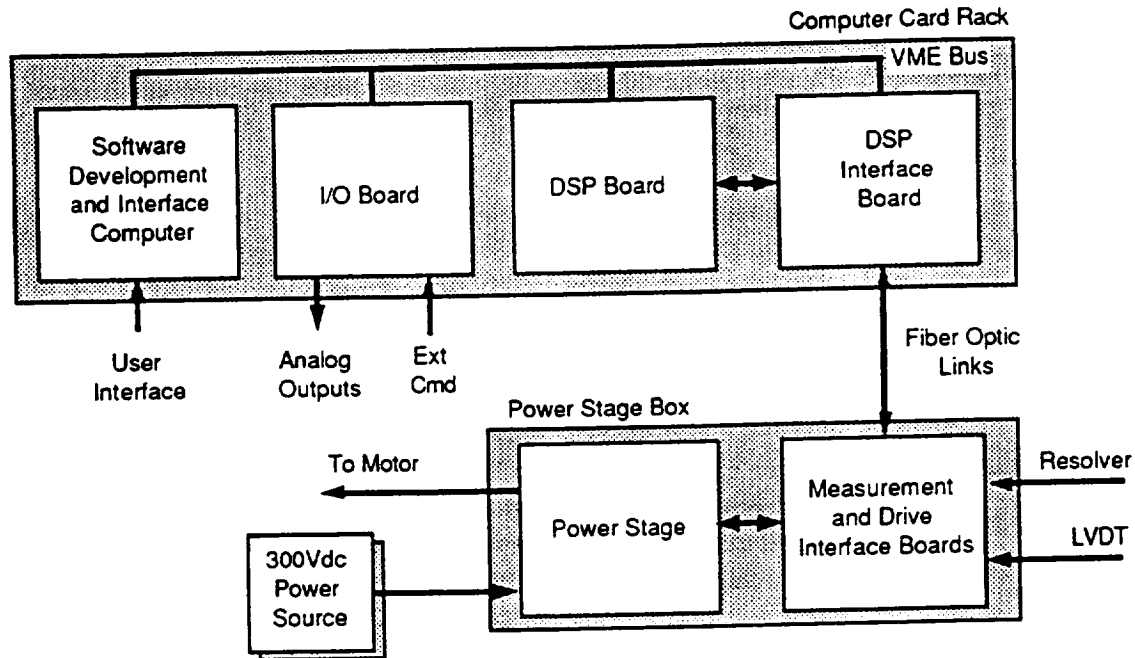 Computer Card Rack
VME Bus
Software
Development
and Interface
Computer
I/O Board
DSP Board
DSP
Interface
Board
User
Interface
Analog
Outputs
Ext
Cmd
Fiber Optic
Links
Power Stage Box
To Motor
Power Stage
Measurement
and Drive
Interface Boards
Resolver
LVDT
300Vdc
Power
Source